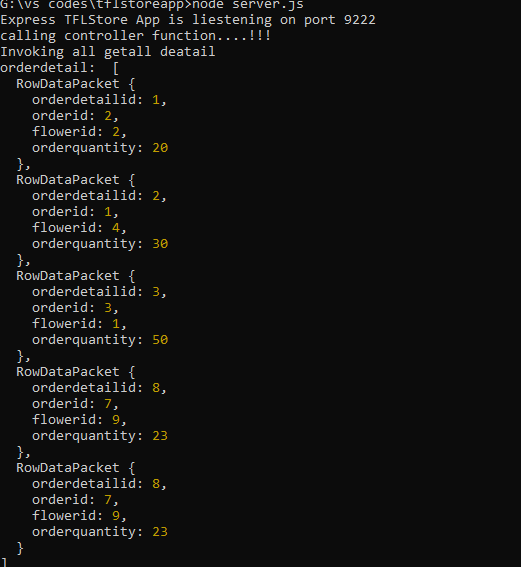 G:\vs codes\tflstoreapp>node server.js
Express TFLStore App is liestening on port 9222
calling controller function....!!!
Invoking all getall deatail
orderdetail:  [
  RowDataPacket {
    orderdetailid: 1,
    orderid: 2,
    flowerid: 2,
    orderquantity: 20
  },
  RowDataPacket {
    orderdetailid: 2,
    orderid: 1,
    flowerid: 4,
    orderquantity: 30
  },
  RowDataPacket {
    orderdetailid: 3,
    orderid: 3,
    flowerid: 1,
    orderquantity: 50
  },
  RowDataPacket {
    orderdetailid: 8,
    orderid: 7,
    flowerid: 9,
    orderquantity: 23
  },
  RowDataPacket {
    orderdetailid: 8,
    orderid: 7,
    flowerid: 9,
    orderquantity: 23
  }
]